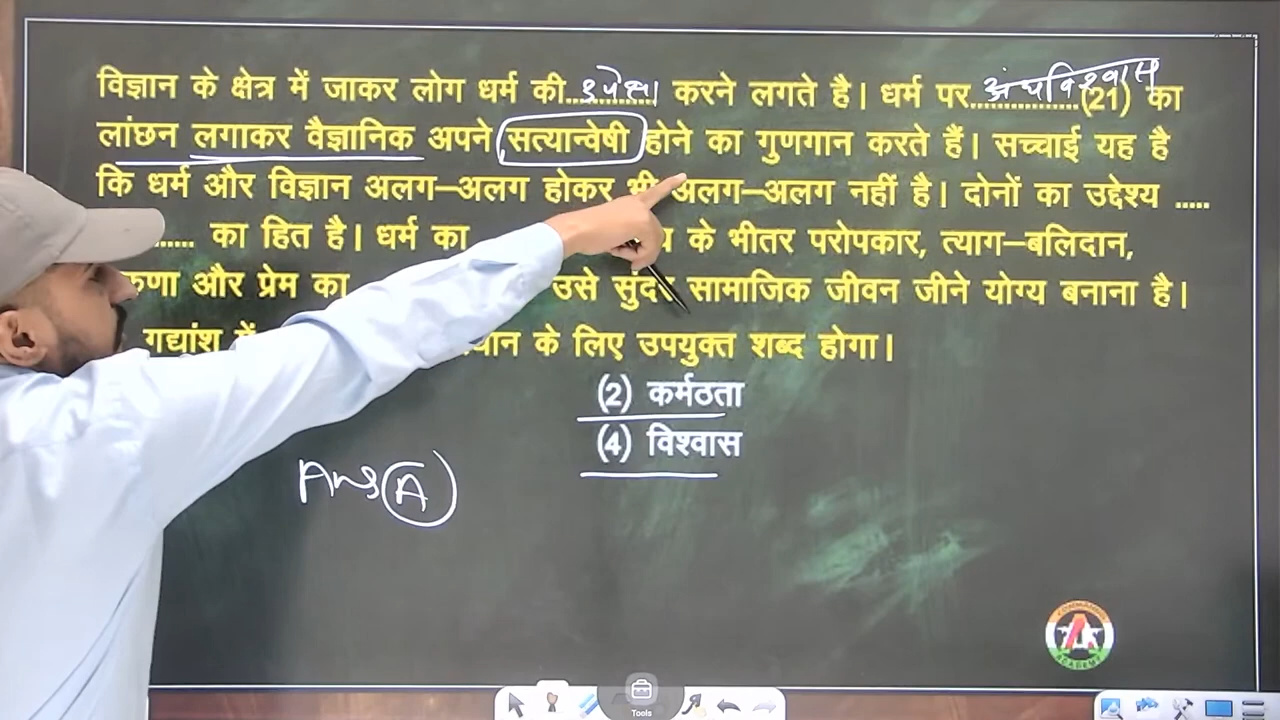 विज्ञान के क्षेत्र में जाकर लोग धर्म की............ करने लगते है। धर्म पर अंधविश्वास (21) का
लांछन लगाकर वैज्ञानिक अपने सत्यान्वेषी होने का गुणगान करते हैं। सच्चाई यह है
कि धर्म और विज्ञान अलग–अलग होकर भी अलग–अलग नहीं है। दोनों का उद्देश्य .....
...... का हित है। धर्म का के भीतर परोपकार, त्याग–बलिदान,
और प्रेम का उसे सुंदर सामाजिक जीवन जीने योग्य बनाना है।
गद्यांश में के लिए उपयुक्त शब्द होगा।
(2) कर्मठता
(4) विश्वास
Ans (A)
ACADEMY
Tools